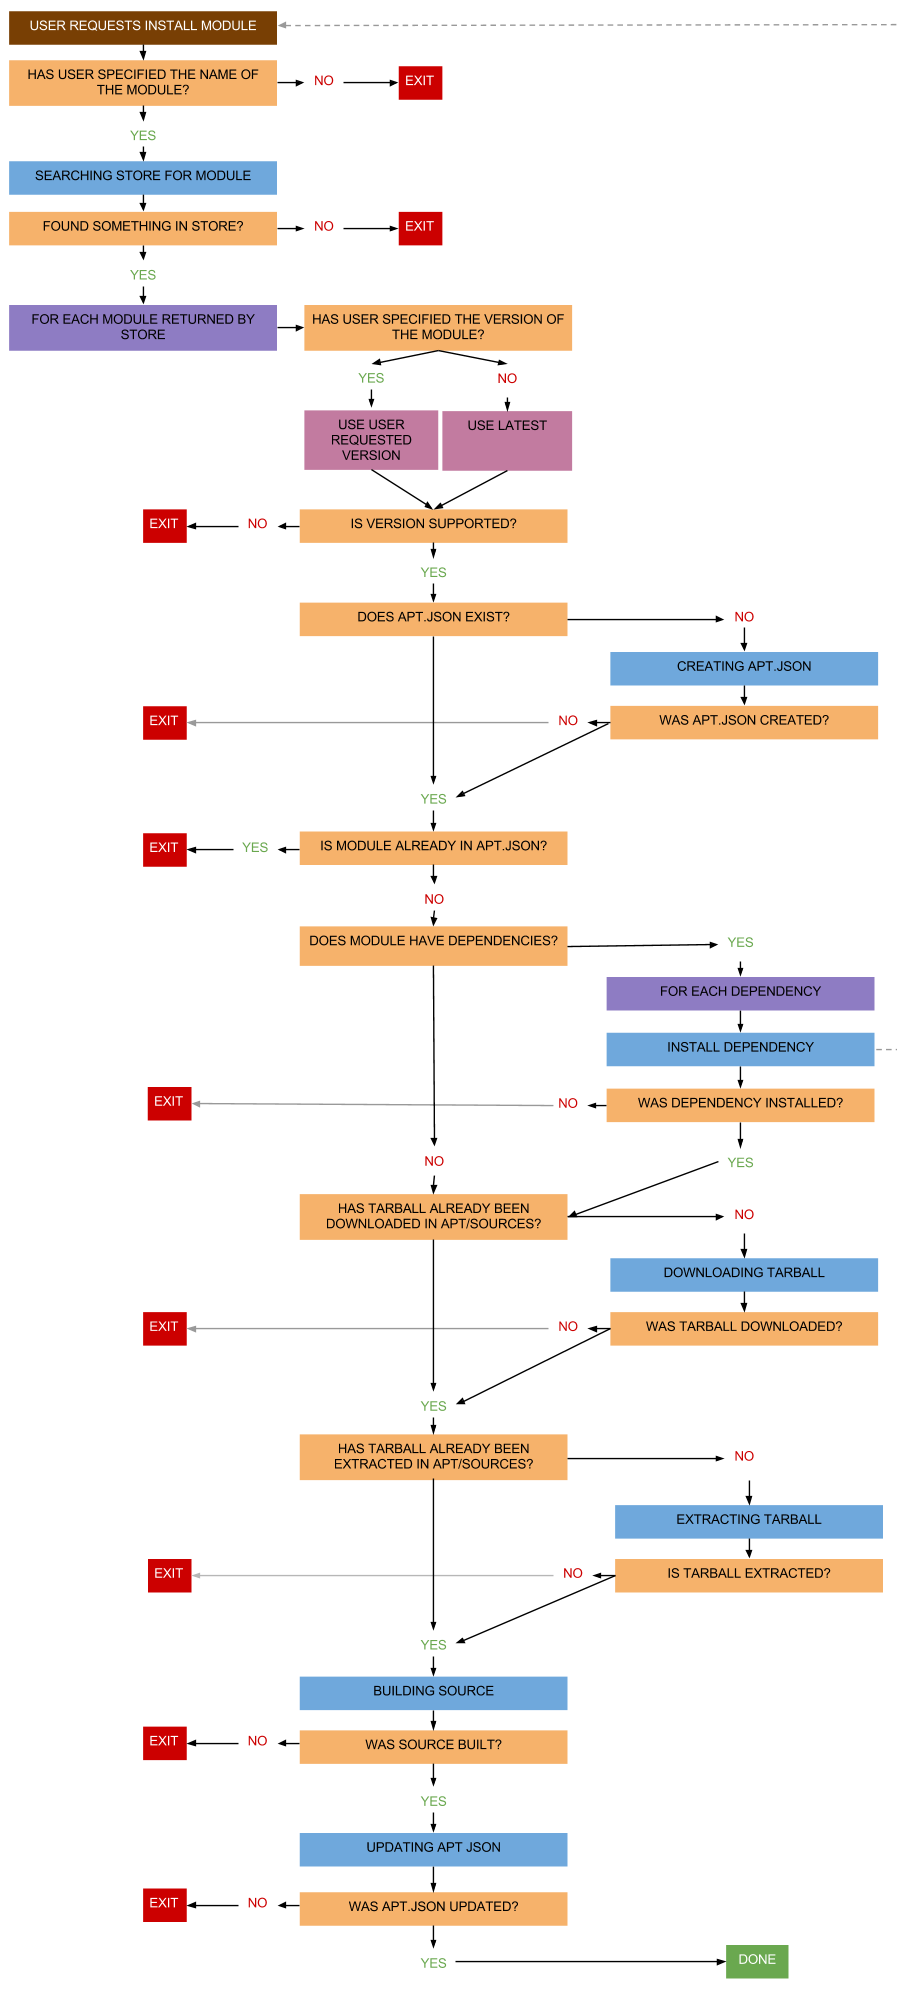 USER REQUESTS INSTALL MODULE
HAS USER SPECIFIED THE NAME OF
THE MODULE?
NO
EXIT
YES
SEARCHING STORE FOR MODULE
FOUND SOMETHING IN STORE?
NO
EXIT
YES
FOR EACH MODULE RETURNED BY
STORE
HAS USER SPECIFIED THE VERSION OF
THE MODULE?
YES
NO
USE USER
REQUESTED
VERSION
USE LATEST
IS VERSION SUPPORTED?
NO
EXIT
YES
DOES APT.JSON EXIST?
NO
CREATING APT.JSON
WAS APT.JSON CREATED?
NO
EXIT
YES
IS MODULE ALREADY IN APT.JSON?
YES
EXIT
NO
DOES MODULE HAVE DEPENDENCIES?
YES
FOR EACH DEPENDENCY
INSTALL DEPENDENCY
WAS DEPENDENCY INSTALLED?
NO
EXIT
NO
YES
HAS TARBALL ALREADY BEEN
DOWNLOADED IN APT/SOURCES?
NO
DOWNLOADING TARBALL
WAS TARBALL DOWNLOADED?
NO
EXIT
YES
HAS TARBALL ALREADY BEEN
EXTRACTED IN APT/SOURCES?
NO
EXTRACTING TARBALL
IS TARBALL EXTRACTED?
NO
EXIT
YES
BUILDING SOURCE
WAS SOURCE BUILT?
NO
EXIT
YES
UPDATING APT JSON
WAS APT.JSON UPDATED?
NO
EXIT
YES
DONE